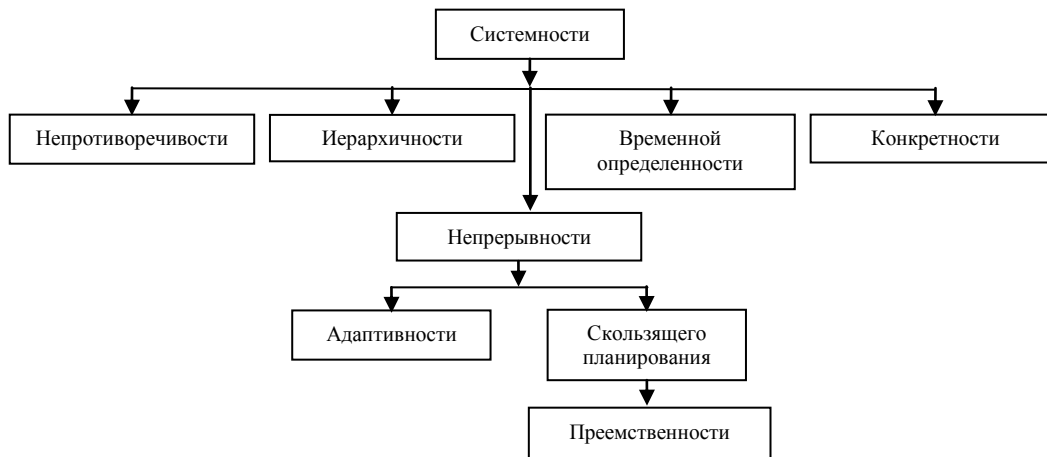 Системности
Непротиворечивости
Иерархичности
Временной
определенности
Конкретности
Непрерывности
Адаптивности
Скользящего
планирования
Преемственности